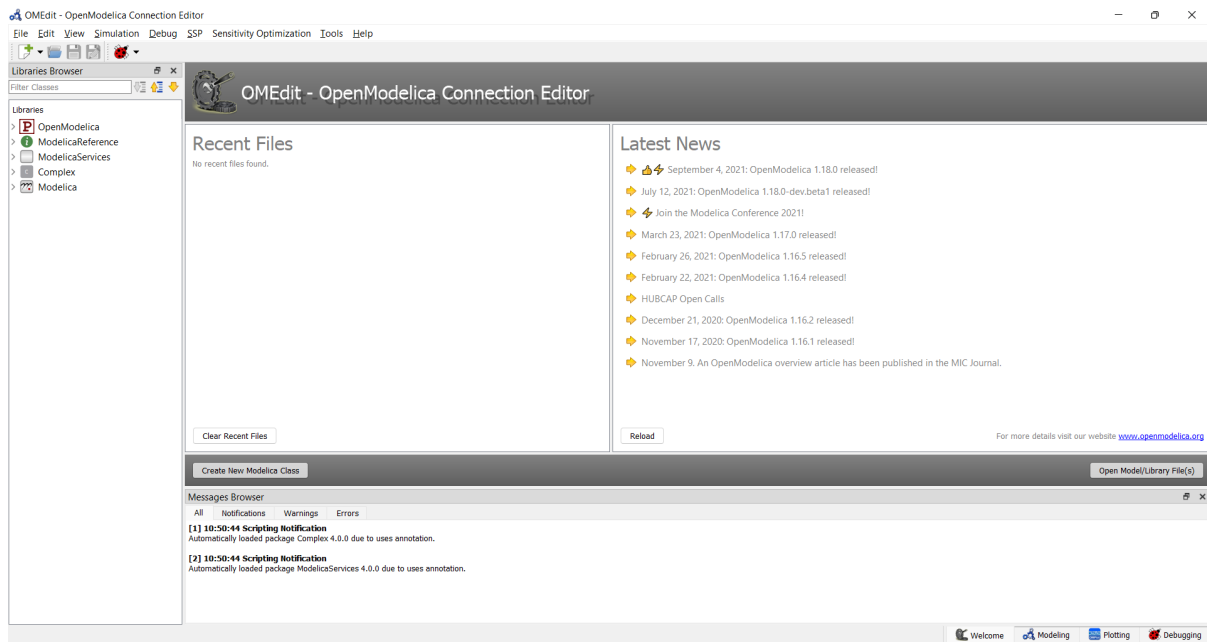 OMEdit - OpenModelica Connection Editor
File Edit View Simulation Debug SSP Sensitivity Optimization Tools Help
Libraries Browser
Filter Classes
Libraries
P OpenModelica
i ModelicaReference
ModelicaServices
C Complex
Modelica
OMEdit - OpenModelica Connection Editor
Recent Files
No recent files found.
Clear Recent Files
Latest News
September 4, 2021: OpenModelica 1.18.0 released!
July 12, 2021: OpenModelica 1.18.0-dev.beta1 released!
Join the Modelica Conference 2021!
March 23, 2021: OpenModelica 1.17.0 released!
February 26, 2021: OpenModelica 1.16.5 released!
February 22, 2021: OpenModelica 1.16.4 released!
HUBCAP Open Calls
December 21, 2020: OpenModelica 1.16.2 released!
November 17, 2020: OpenModelica 1.16.1 released!
November 9. An OpenModelica overview article has been published in the MIC Journal.
Reload
For more details visit our website www.openmodelica.org
Create New Modelica Class
Open Model/Library File(s)
Messages Browser
All Notifications Warnings Errors
[1] 10:50:44 Scripting Notification
Automatically loaded package Complex 4.0.0 due to uses annotation.
[2] 10:50:44 Scripting Notification
Automatically loaded package ModelicaServices 4.0.0 due to uses annotation.
Welcome Modeling Plotting Debugging